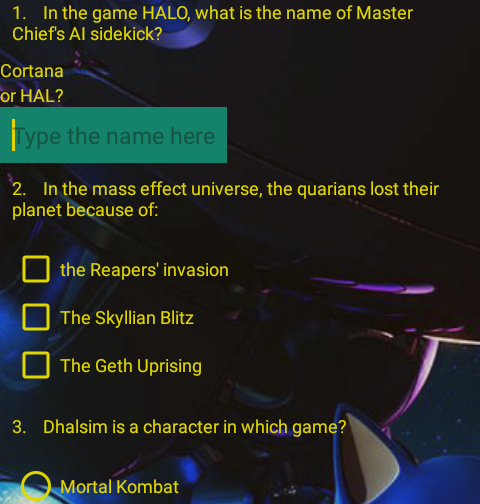 1. In the game HALO, what is the name of Master
Chief's AI sidekick?
Cortana
or HAL?
Type the name here
2. In the mass effect universe, the quarians lost their
planet because of:
the Reapers' invasion
The Skyllian Blitz
The Geth Uprising
3. Dhalsim is a character in which game?
Mortal Kombat